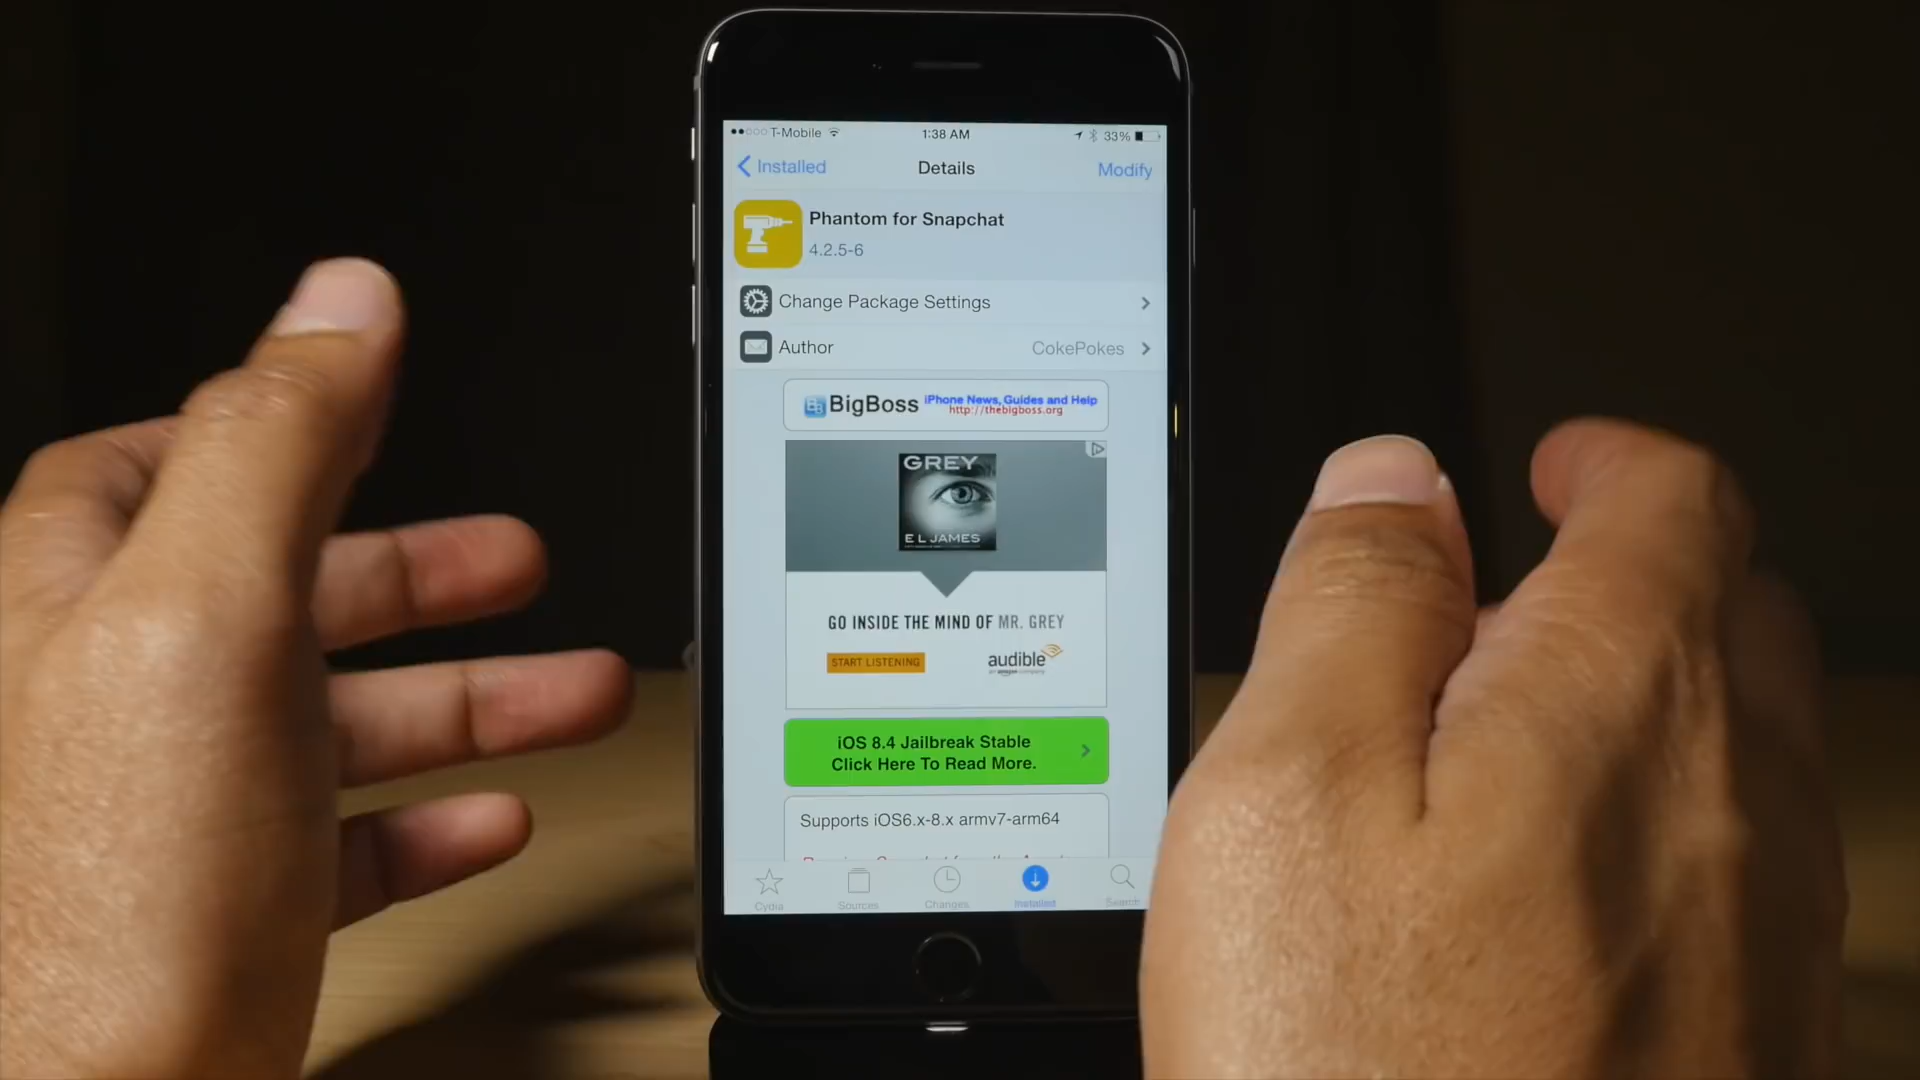 T-Mobile 1:38 AM 33%
Installed Details Modify
Phantom for Snapchat
4.2.5-6
Change Package Settings
Author CokePokes
BigBoss iPhone News, Guides and Help
http://thebigboss.org
GREY
E L JAMES
GO INSIDE THE MIND OF MR. GREY
START LISTENING audible
an amazon company
iOS 8.4 Jailbreak Stable
Click Here To Read More.
Supports iOS6.x-8.x armv7-arm64
Cydia Sources Changes Installed Search